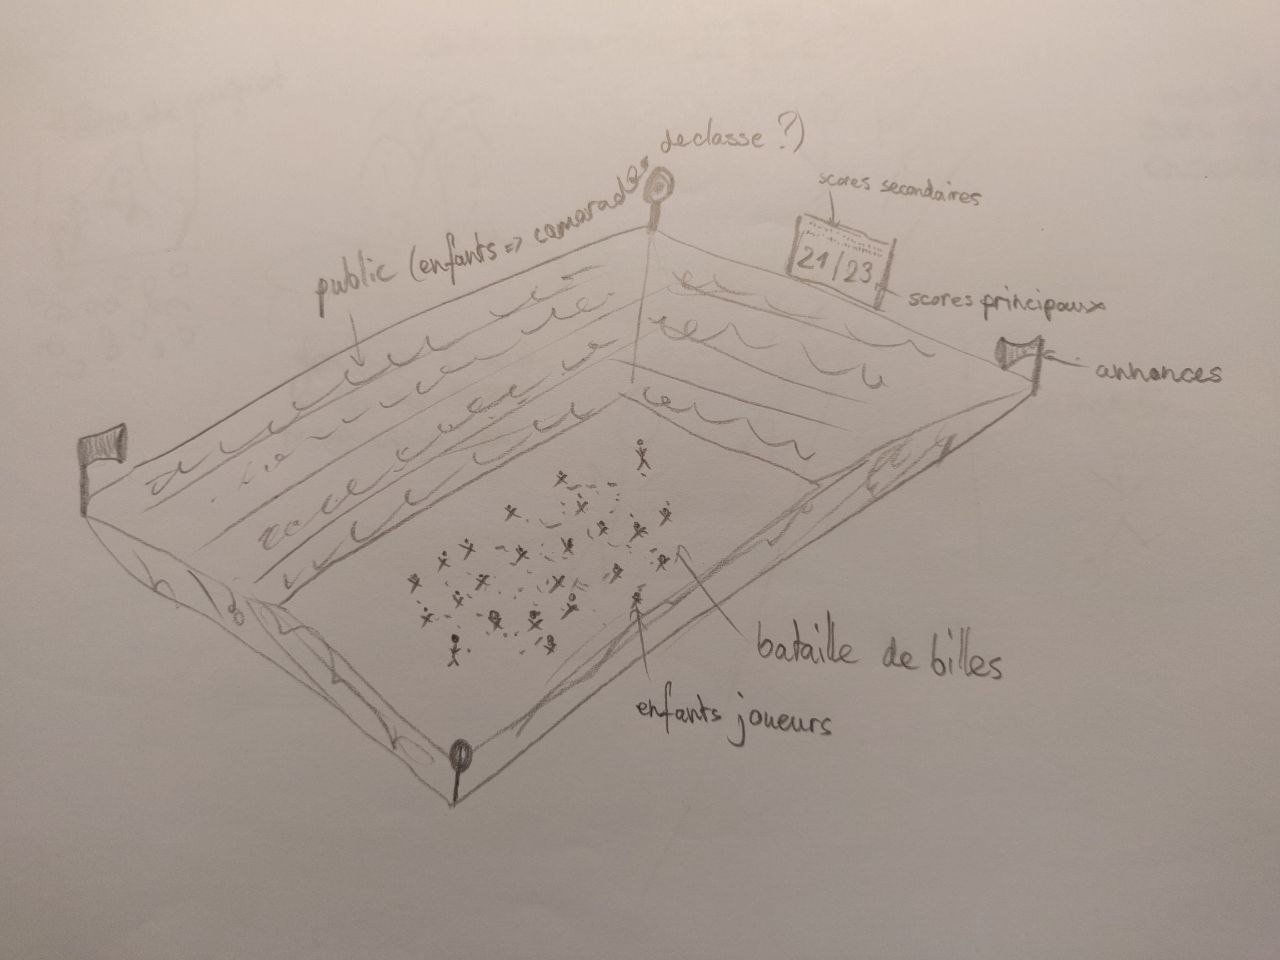 public (enfants => camarades de classe ?)
scores secondaires
21/23
scores principaux
annonces
bataille de billes
enfants joueurs